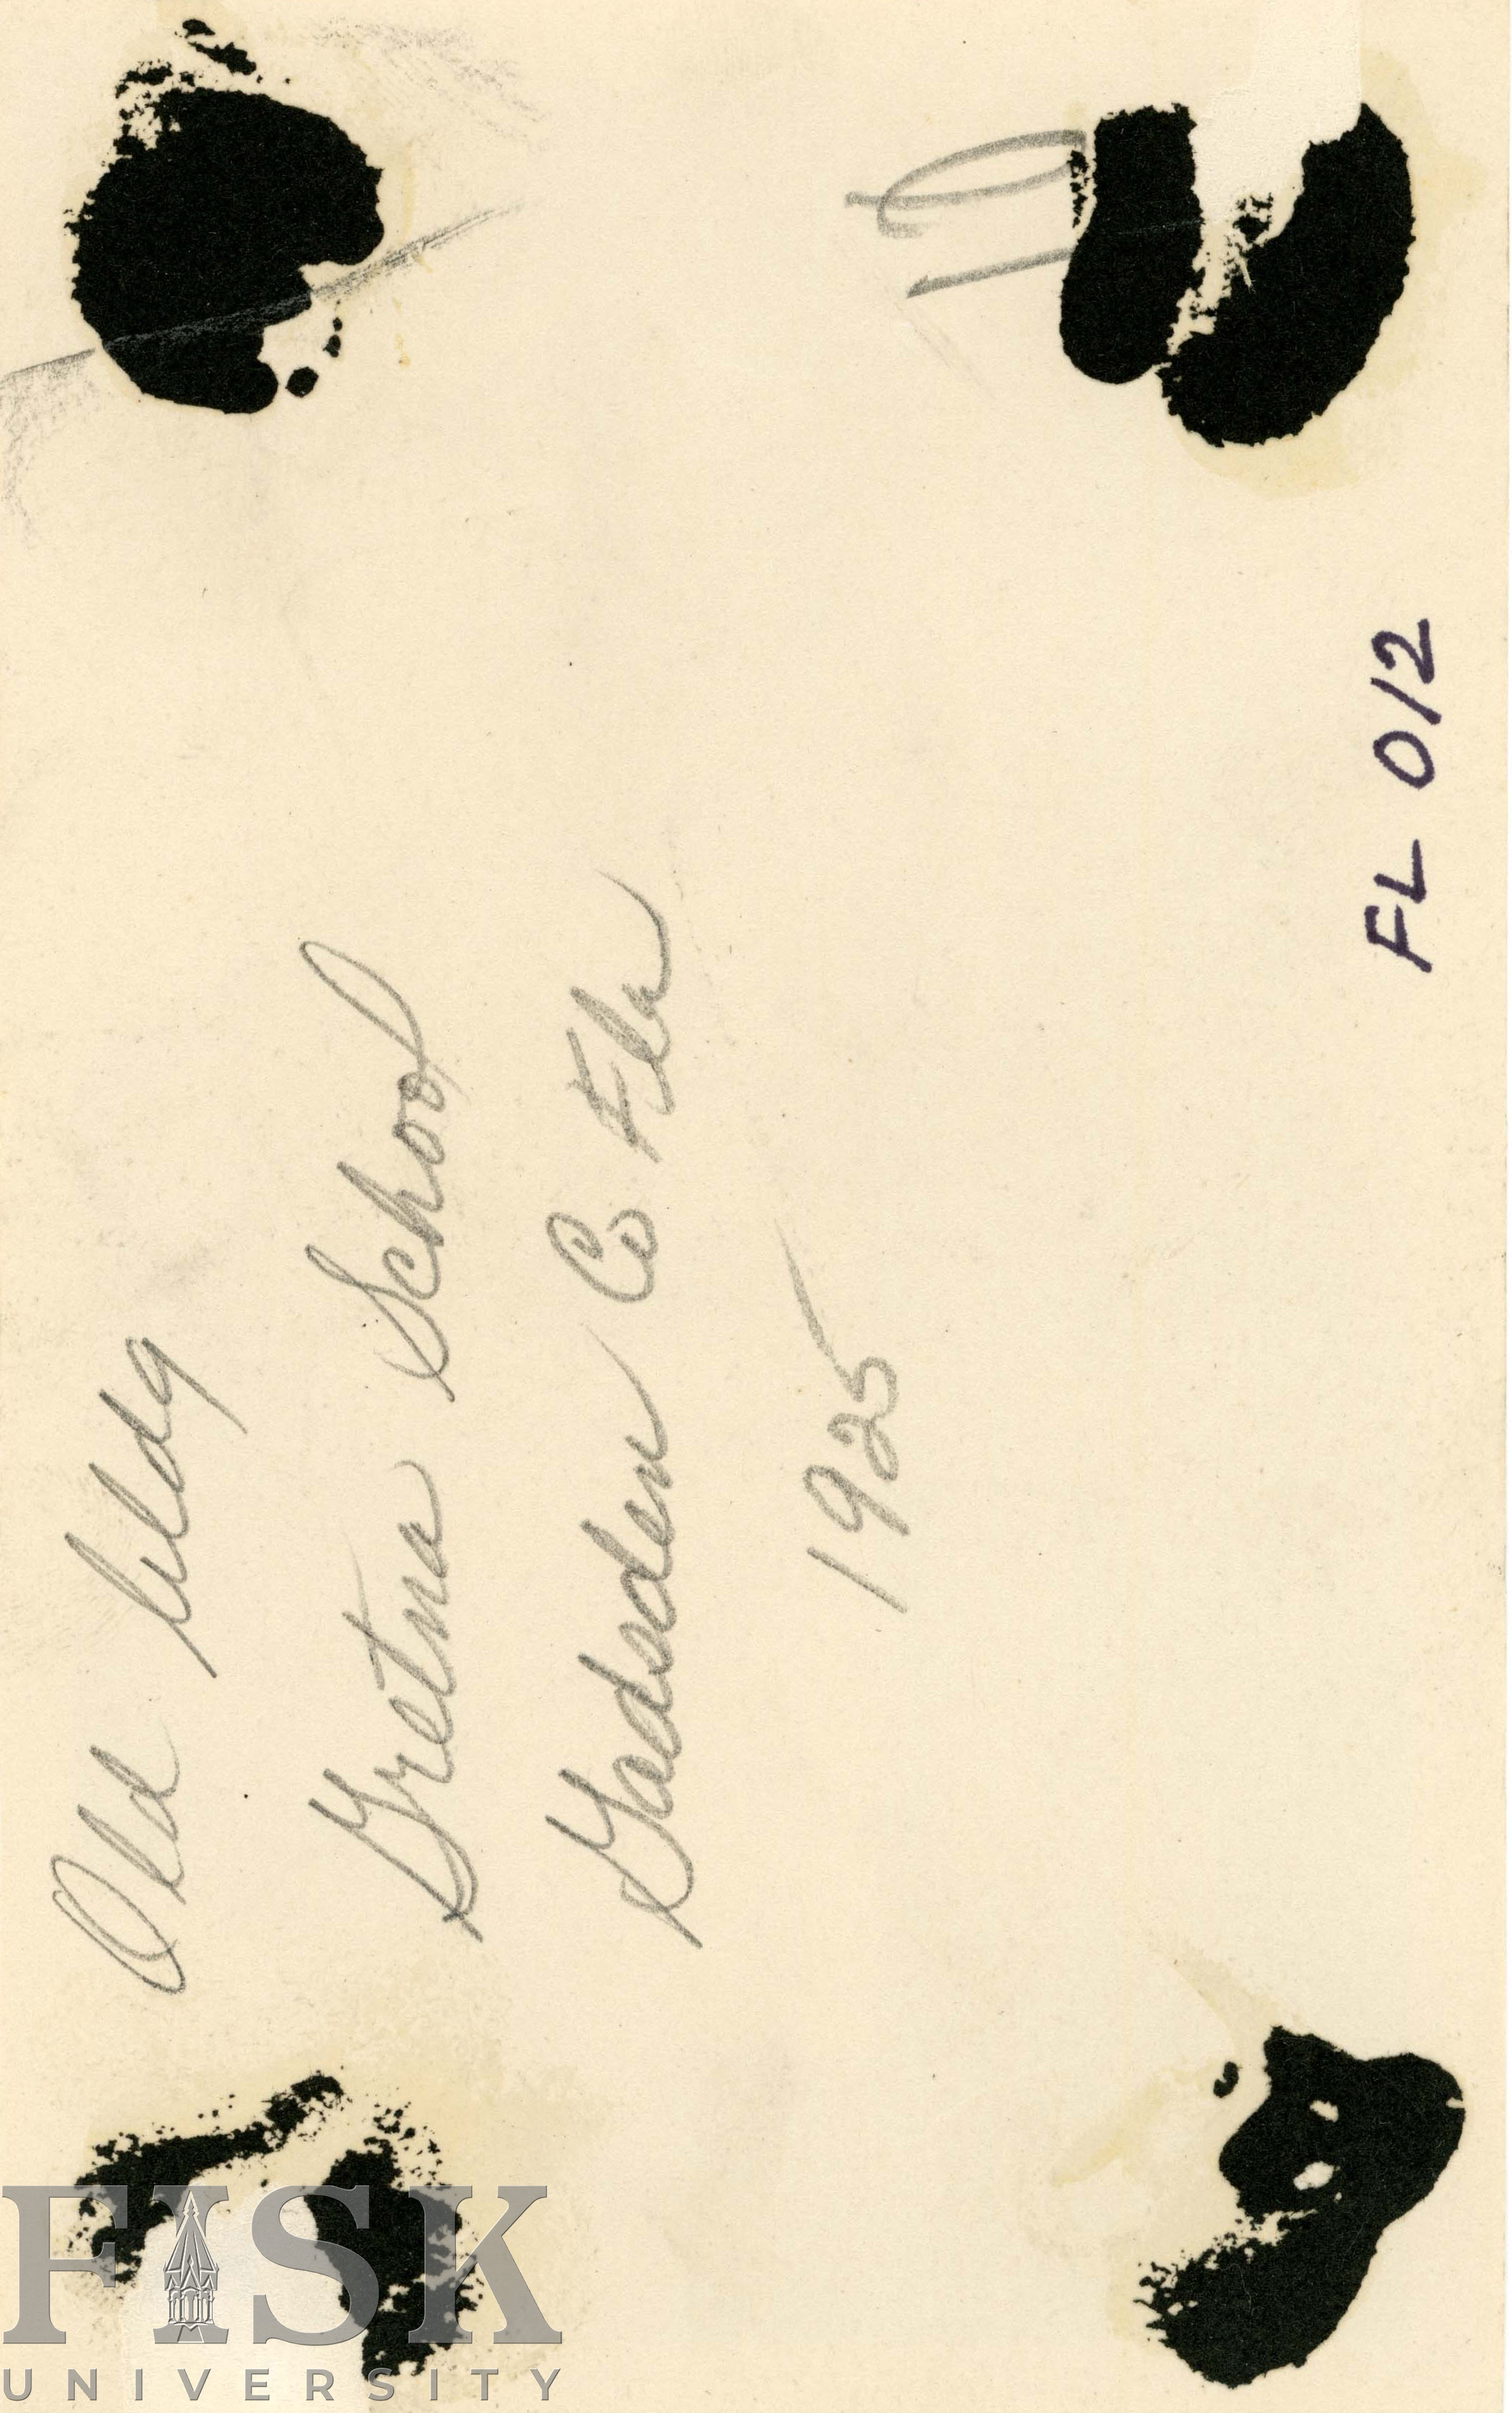 Old bldg
Gretna School
Gadsden Co Fla
1925
FL 012
FISK
UNIVERSITY